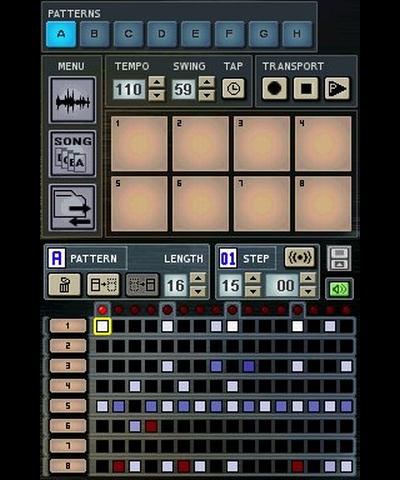 PATTERNS
A B C D E F G H
MENU TEMPO SWING TAP TRANSPORT
110 59 P
1 2 3 4
SONG
5 6 7 8
A PATTERN LENGTH 01 STEP
16 15 00
1
2
3
4
5
6
7
8